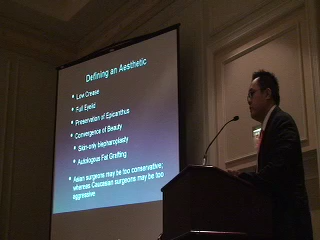 Defining an Aesthetic
Low Crease
Full Eyelid
Preservation of Epicanthus
Convergence of Beauty
Skin-only blepharoplasty
Autologous Fat Grafting
Asian surgeons may be too conservative;
whereas Caucasian surgeons may be too
aggressive